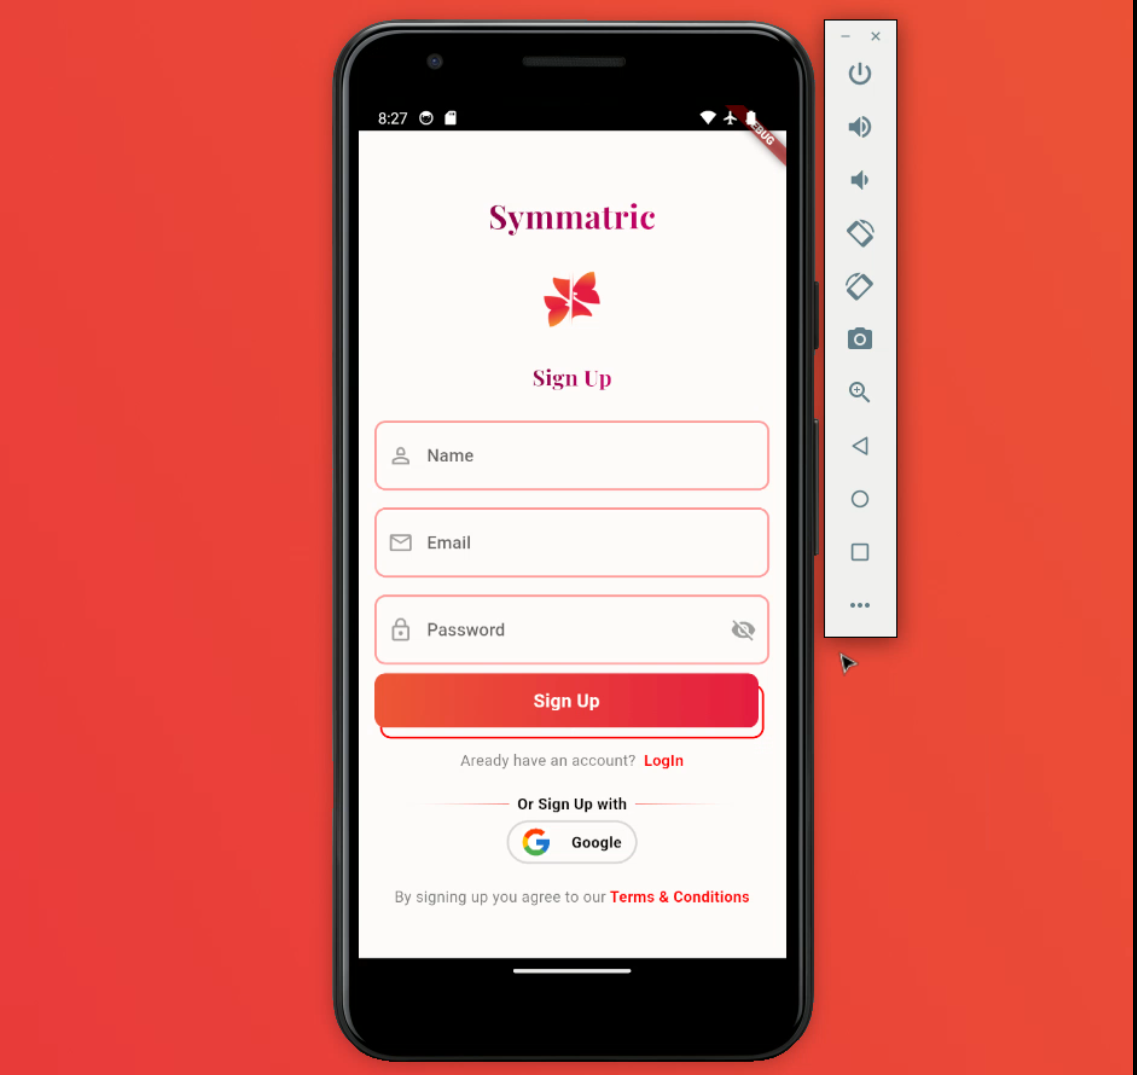 8:27
EBUG
Symmatric
Sign Up
Name
Email
Password
Sign Up
Aready have an account? LogIn
Or Sign Up with
Google
By signing up you agree to our Terms & Conditions